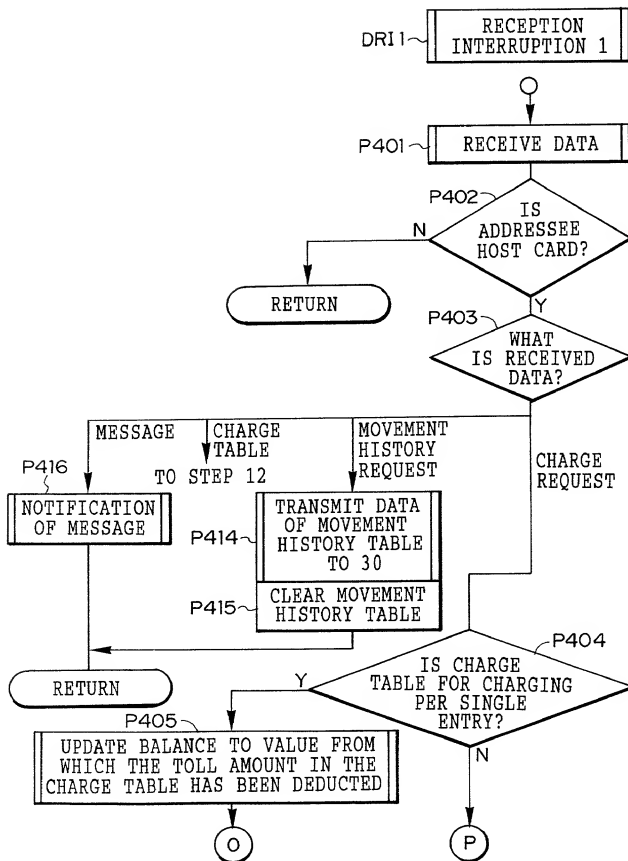 DRI1
RECEPTION
INTERRUPTION 1
P401
RECEIVE DATA
P402
IS
ADDRESSEE
HOST CARD?
N
RETURN
Y
P403
WHAT
IS RECEIVED
DATA?
MESSAGE
CHARGE
TABLE
MOVEMENT
HISTORY
REQUEST
CHARGE
REQUEST
TO STEP 12
P416
NOTIFICATION
OF MESSAGE
P414
TRANSMIT DATA
OF MOVEMENT
HISTORY TABLE
TO 30
P415
CLEAR MOVEMENT
HISTORY TABLE
RETURN
P404
IS CHARGE
TABLE FOR CHARGING
PER SINGLE
ENTRY?
Y
N
P405
UPDATE BALANCE TO VALUE FROM
WHICH THE TOLL AMOUNT IN THE
CHARGE TABLE HAS BEEN DEDUCTED
O
P